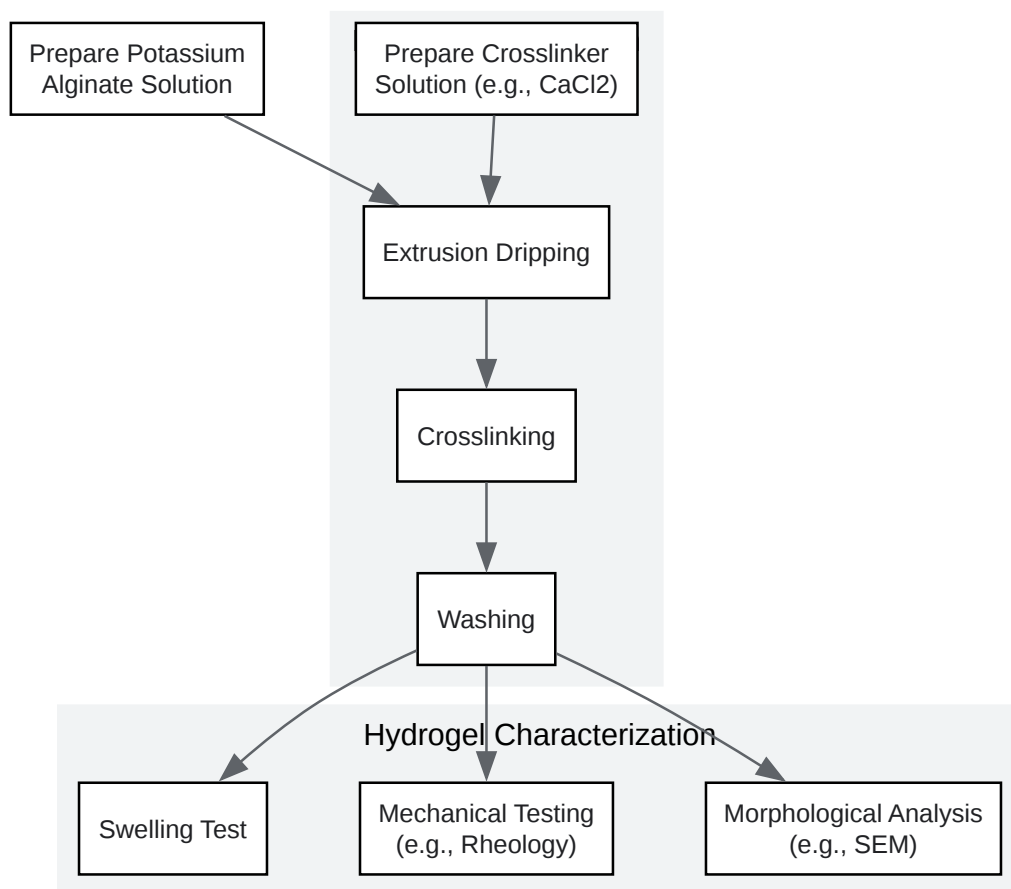 Prepare Potassium
Alginate Solution
Prepare Crosslinker
Solution (e.g., CaCl2)
Extrusion Dripping
Crosslinking
Washing
Hydrogel Characterization
Swelling Test
Mechanical Testing
(e.g., Rheology)
Morphological Analysis
(e.g., SEM)